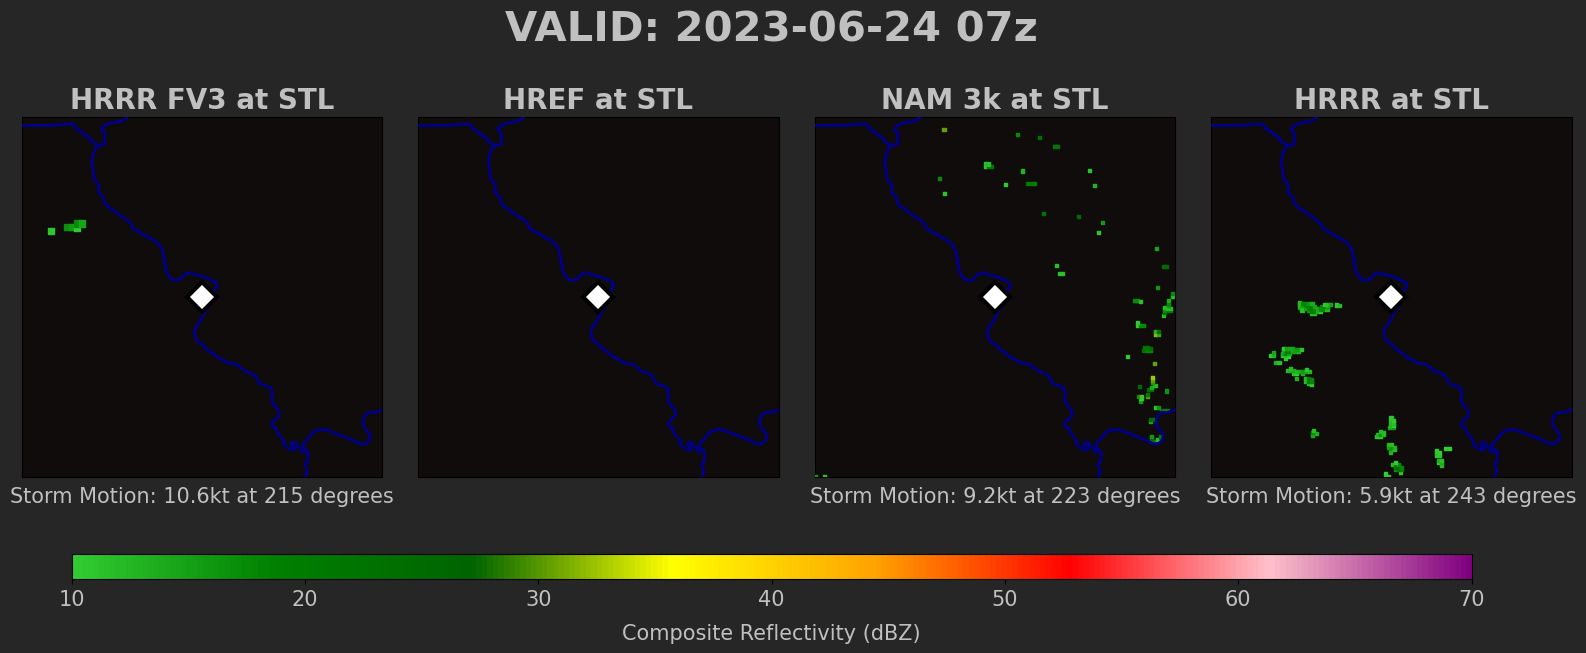 VALID: 2023-06-24 07z
HRRR FV3 at STL
HREF at STL
NAM 3k at STL
HRRR at STL
Storm Motion: 10.6kt at 215 degrees
Storm Motion: 9.2kt at 223 degrees
Storm Motion: 5.9kt at 243 degrees
10 20 30 40 50 60 70
Composite Reflectivity (dBZ)